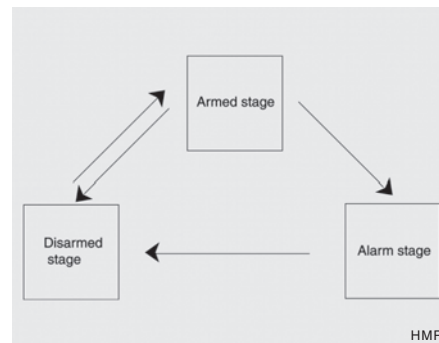 Armed stage
Disarmed
stage
Alarm stage
HMF